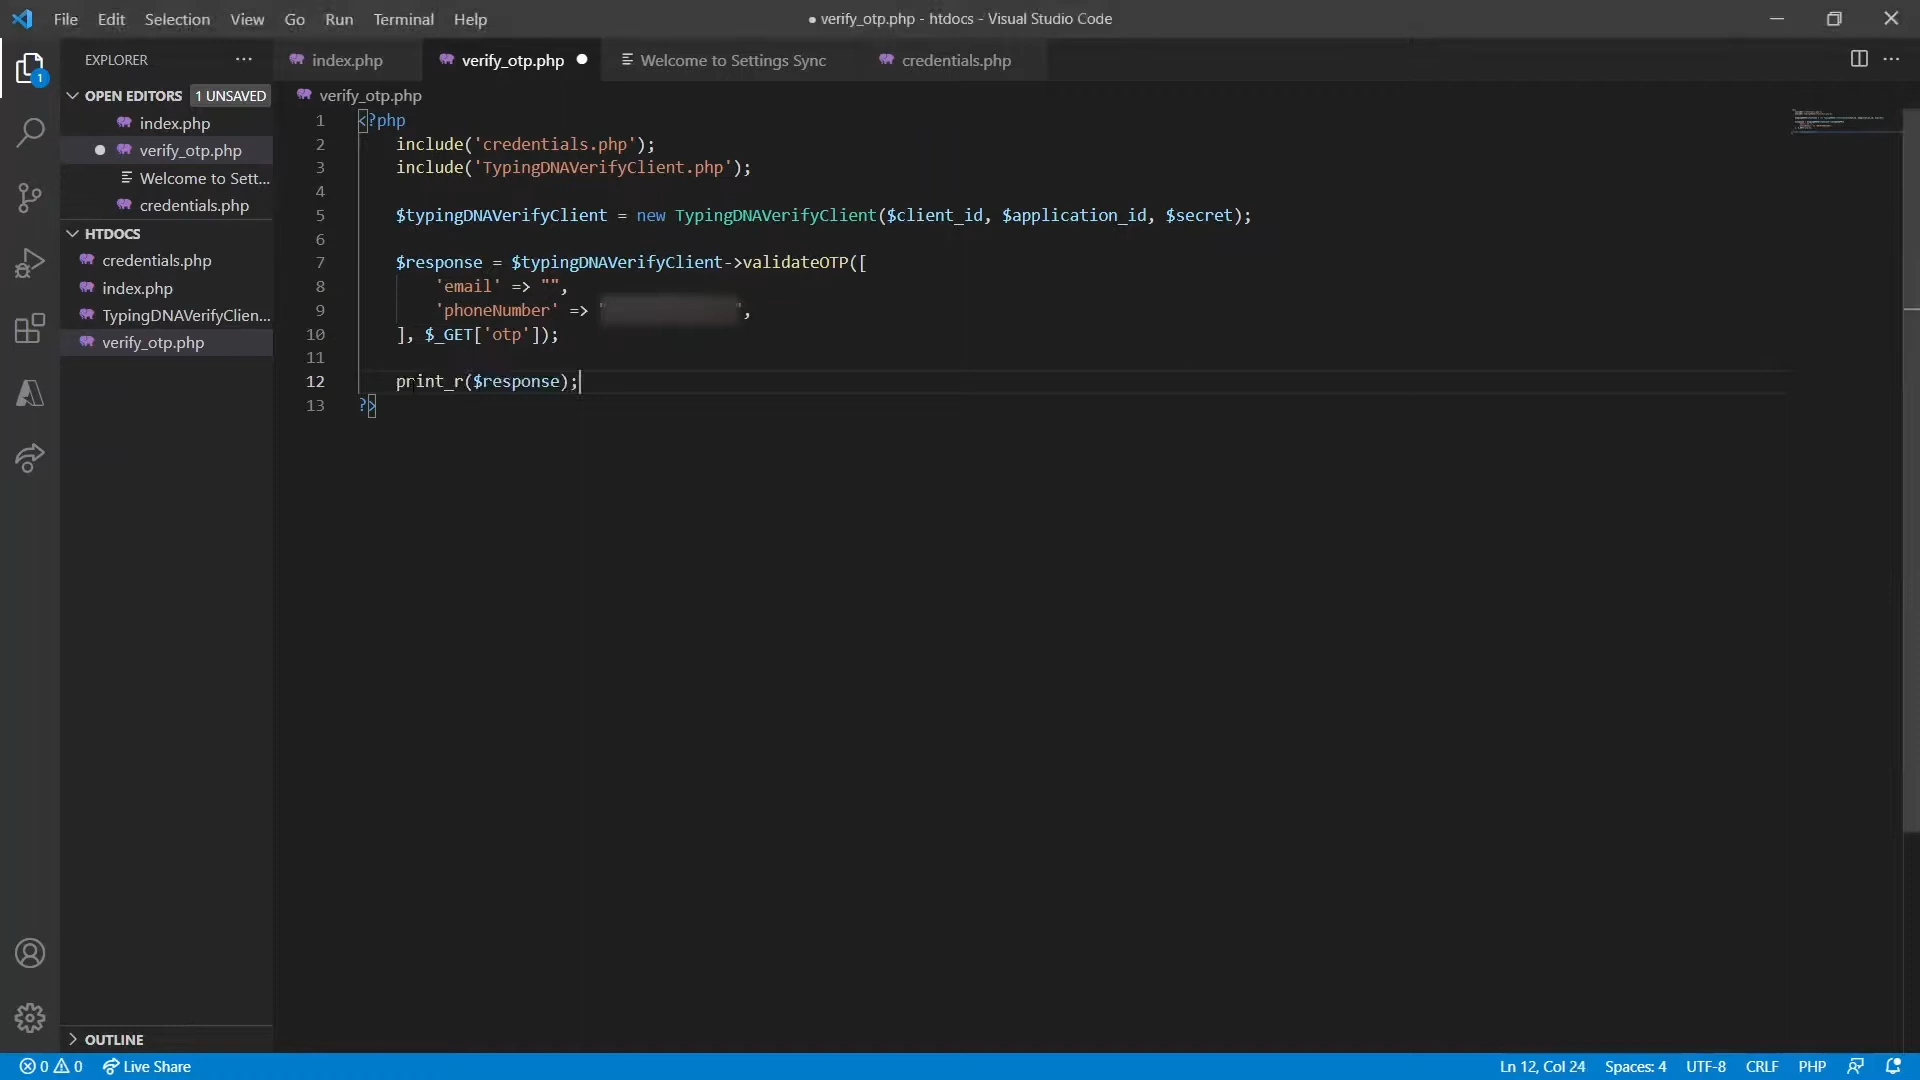 File Edit Selection View Go Run Terminal Help
● verify_otp.php - htdocs - Visual Studio Code
EXPLORER
index.php
verify_otp.php
Welcome to Settings Sync
credentials.php
OPEN EDITORS 1 UNSAVED
index.php
verify_otp.php
Welcome to Sett...
credentials.php
HTDOCS
credentials.php
index.php
TypingDNAVerifyClien...
verify_otp.php
OUTLINE
1
verify_otp.php
1 <?php
2 include('credentials.php');
3 include('TypingDNAVerifyClient.php');
4
5 $typingDNAVerifyClient = new TypingDNAVerifyClient($client_id, $application_id, $secret);
6
7 $response = $typingDNAVerifyClient->validateOTP([
8 'email' => "",
9 'phoneNumber' => "",
10 ], $_GET['otp']);
11
12 print_r($response);
13 ?>
0 0 Live Share
Ln 12, Col 24 Spaces: 4 UTF-8 CRLF PHP